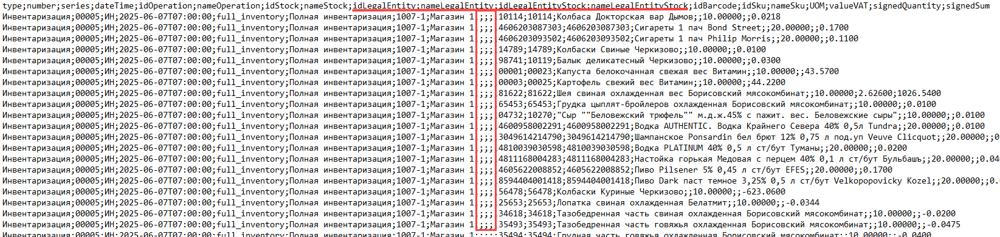 type;number;series;dateTime;idOperation;nameOperation;idStock;nameStock;idLegalEntity;nameLegalEntity;idLegalEntityStock;nameLegalEntityStock;idBarcode;idSku;nameSku;UOM;valueVAT;signedQuantity;signedSum
Инвентаризация;00005;ИН;2025-06-07T07:00:00;full_inventory;Полная инвентаризация;1007-1;Магазин 1;;;;;10114;10114;Колбаса Докторская вар Дымов;;10.00000;;0.0218
Инвентаризация;00005;ИН;2025-06-07T07:00:00;full_inventory;Полная инвентаризация;1007-1;Магазин 1;;;;;4606203087303;4606203087303;Сигареты 1 пач Bond Street;;20.00000;;0.1700
Инвентаризация;00005;ИН;2025-06-07T07:00:00;full_inventory;Полная инвентаризация;1007-1;Магазин 1;;;;;4606203093502;4606203093502;Сигареты 1 пач Philip Morris;;20.00000;;0.1100
Инвентаризация;00005;ИН;2025-06-07T07:00:00;full_inventory;Полная инвентаризация;1007-1;Магазин 1;;;;;14789;14789;Колбаски Свиные Черкизово;;10.00000;;0.0100
Инвентаризация;00005;ИН;2025-06-07T07:00:00;full_inventory;Полная инвентаризация;1007-1;Магазин 1;;;;;98741;10119;Балык деликатесный Черкизово;;10.00000;;0.0300
Инвентаризация;00005;ИН;2025-06-07T07:00:00;full_inventory;Полная инвентаризация;1007-1;Магазин 1;;;;;00001;00023;Капуста белокочанная свежая вес Витамин;;10.00000;;43.5700
Инвентаризация;00005;ИН;2025-06-07T07:00:00;full_inventory;Полная инвентаризация;1007-1;Магазин 1;;;;;00003;00025;Картофель свежий вес Витамин;;10.00000;;44.2200
Инвентаризация;00005;ИН;2025-06-07T07:00:00;full_inventory;Полная инвентаризация;1007-1;Магазин 1;;;;;81622;81622;Шея свиная охлажденная вес Борисовский мясокомбинат;;10.00000;2.62600;1026.5400
Инвентаризация;00005;ИН;2025-06-07T07:00:00;full_inventory;Полная инвентаризация;1007-1;Магазин 1;;;;;65453;65453;Грудка цыплят-бройлеров охлажденная Борисовский мясокомбинат;;10.00000;;0.0100
Инвентаризация;00005;ИН;2025-06-07T07:00:00;full_inventory;Полная инвентаризация;1007-1;Магазин 1;;;;;04732;10270;"Сыр ""Беловежский трюфель"" м.д.ж.45% с пажит. вес. Беловежские сыры";;10.00000;;0.0100
Инвентаризация;00005;ИН;2025-06-07T07:00:00;full_inventory;Полная инвентаризация;1007-1;Магазин 1;;;;;4600958002291;4600958002291;Водка AUTHENTIC. Водка Крайнего Севера 40% 0,5л Tundra;;20.00000;;0.0100
Инвентаризация;00005;ИН;2025-06-07T07:00:00;full_inventory;Полная инвентаризация;1007-1;Магазин 1;;;;;3049614214790;3049614214790;Шампанское Ponsardin бел брют 12% 0,75 л под.уп Veuve Clicquot;;20.00000;;0
Инвентаризация;00005;ИН;2025-06-07T07:00:00;full_inventory;Полная инвентаризация;1007-1;Магазин 1;;;;;4810039030598;4810039030598;Водка PLATINUM 40% 0,5 л ст/бут Туманы;;20.00000;;0.0200
Инвентаризация;00005;ИН;2025-06-07T07:00:00;full_inventory;Полная инвентаризация;1007-1;Магазин 1;;;;;4811168004283;4811168004283;Настойка горькая Медовая с перцем 40% 0,1 л ст/бут Бульбашъ;;20.00000;;0.04
Инвентаризация;00005;ИН;2025-06-07T07:00:00;full_inventory;Полная инвентаризация;1007-1;Магазин 1;;;;;4605622008852;4605622008852;Пиво Pilsener 5% 0,45 л ст/бут EFES;;20.00000;;0.1700
Инвентаризация;00005;ИН;2025-06-07T07:00:00;full_inventory;Полная инвентаризация;1007-1;Магазин 1;;;;;8594404001418;8594404001418;Пиво Dark паст темное 3,25% 0,5 л ст/бут Velkopopovicky Kozel;;20.00000;;0.
Инвентаризация;00005;ИН;2025-06-07T07:00:00;full_inventory;Полная инвентаризация;1007-1;Магазин 1;;;;;56478;56478;Колбаски Куриные Черкизово;;10.00000;;-623.0600
Инвентаризация;00005;ИН;2025-06-07T07:00:00;full_inventory;Полная инвентаризация;1007-1;Магазин 1;;;;;25653;25653;Лопатка свиная охлажденная Белатмит;;10.00000;;-0.0344
Инвентаризация;00005;ИН;2025-06-07T07:00:00;full_inventory;Полная инвентаризация;1007-1;Магазин 1;;;;;34618;34618;Тазобедренная часть свиная охлажденная Борисовский мясокомбинат;;10.00000;;-0.0200
Инвентаризация;00005;ИН;2025-06-07T07:00:00;full_inventory;Полная инвентаризация;1007-1;Магазин 1;;;;;35493;35493;Тазобедренная часть говяжья охлажденная Борисовский мясокомбинат;;10.00000;;-0.0475
Инвентаризация;00005;ИН;2025-06-07T07:00:00;full_inventory;Полная инвентаризация;1007-1;Магазин 1;;;;;35494;35494;Грудная часть говяжья охлажденная Борисовский мясокомбинат;;10.00000;;-0.0400